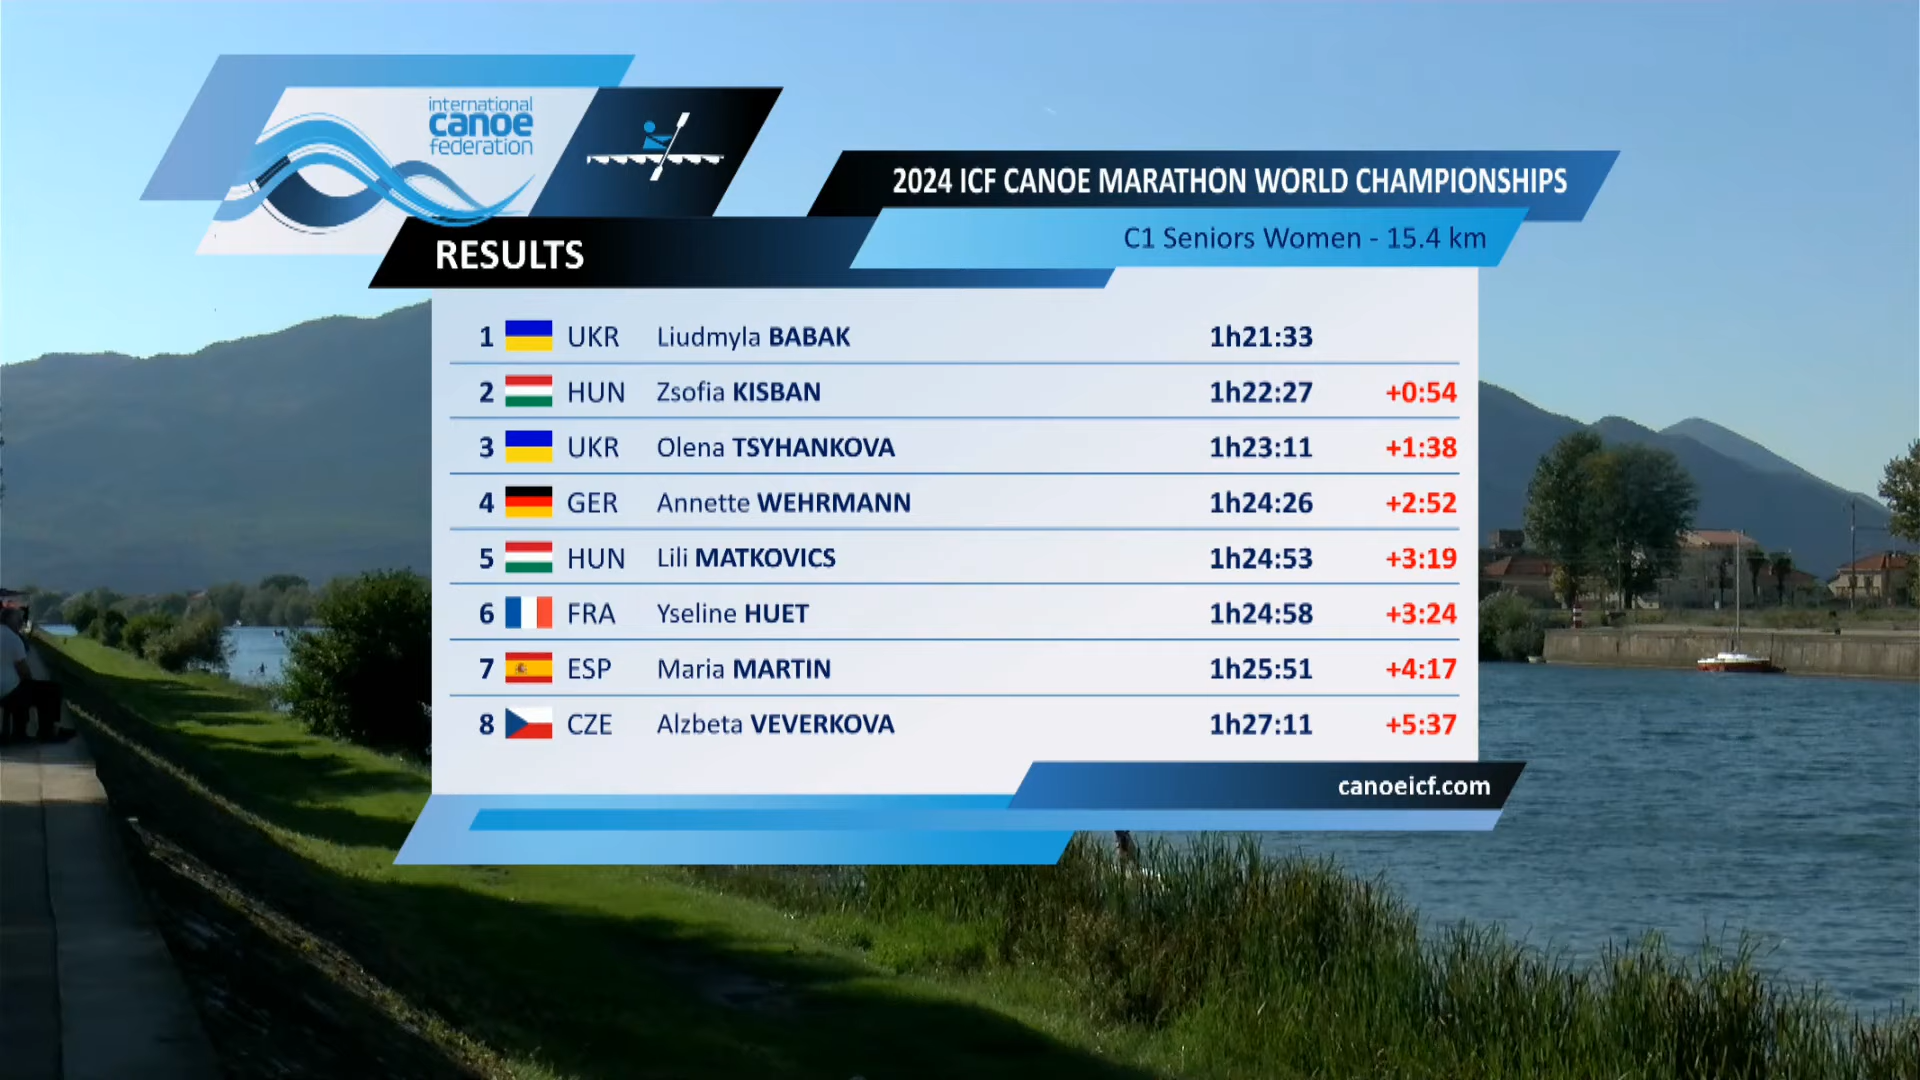 international
canoe
federation
2024 ICF CANOE MARATHON WORLD CHAMPIONSHIPS
C1 Seniors Women - 15.4 km
RESULTS
1 UKR Liudmyla BABAK 1h21:33
2 HUN Zsofia KISBAN 1h22:27 +0:54
3 UKR Olena TSYHANKOVA 1h23:11 +1:38
4 GER Annette WEHRMANN 1h24:26 +2:52
5 HUN Lili MATKOVICS 1h24:53 +3:19
6 FRA Yseline HUET 1h24:58 +3:24
7 ESP Maria MARTIN 1h25:51 +4:17
8 CZE Alzbeta VEVERKOVA 1h27:11 +5:37
canoeicf.com